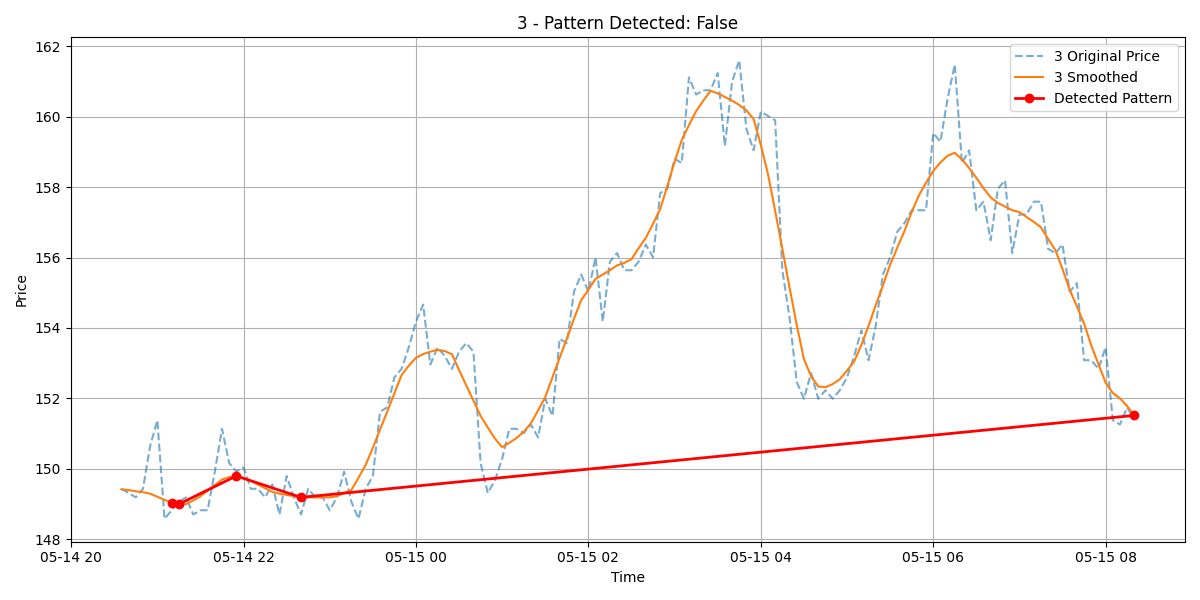 3 - Pattern Detected: False
3 Original Price
3 Smoothed
Detected Pattern
Price
162
160
158
156
154
152
150
148
05-14 20
05-14 22
05-15 00
05-15 02
05-15 04
05-15 06
05-15 08
Time